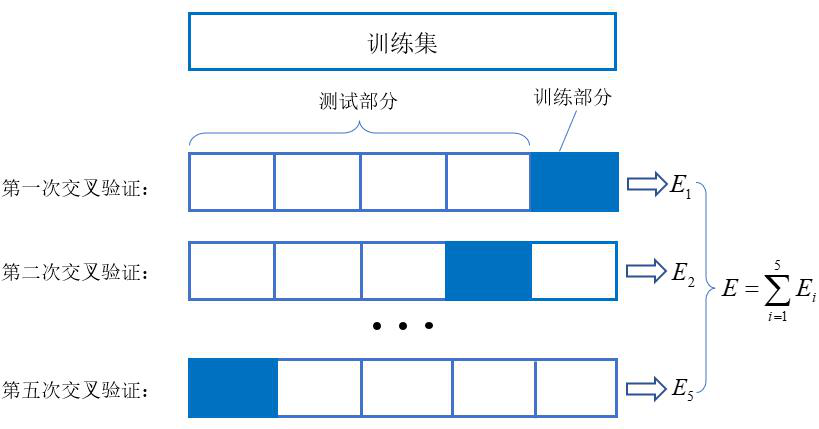 训练集
测试部分
训练部分
第一次交叉验证：
E₁
第二次交叉验证：
E₂
E = ∑_{i=1}^{5} E_i
• • •
第五次交叉验证：
E₅